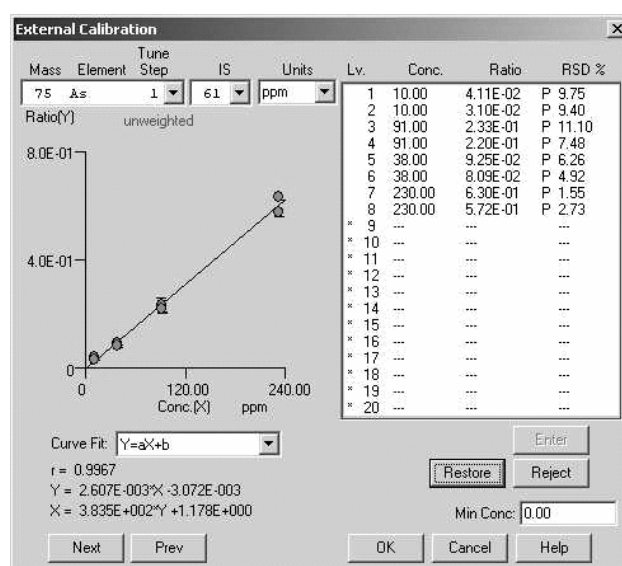 External Calibration
Tune
Mass Element Step IS Units
75 As 1 61 ppm
Ratio(Y) unweighted
8.0E-01
4.0E-01
0
0 120.00 240.00
Conc.(X) ppm
Lv. Conc. Ratio RSD %
1 10.00 4.11E-02 P 9.75
2 10.00 3.10E-02 P 9.40
3 91.00 2.33E-01 P 11.10
4 91.00 2.20E-01 P 7.48
5 38.00 9.25E-02 P 6.26
6 38.00 8.09E-02 P 4.92
7 230.00 6.30E-01 P 1.55
8 230.00 5.72E-01 P 2.73
* 9 --- --- ---
* 10 --- --- ---
* 11 --- --- ---
* 12 --- --- ---
* 13 --- --- ---
* 14 --- --- ---
* 15 --- --- ---
* 16 --- --- ---
* 17 --- --- ---
* 18 --- --- ---
* 19 --- --- ---
* 20 --- --- ---
Curve Fit: Y=aX+b
r = 0.9967
Y = 2.607E-003*X -3.072E-003
X = 3.835E+002*Y +1.178E+000
Enter
Restore Reject
Min Conc: 0.00
Next Prev OK Cancel Help